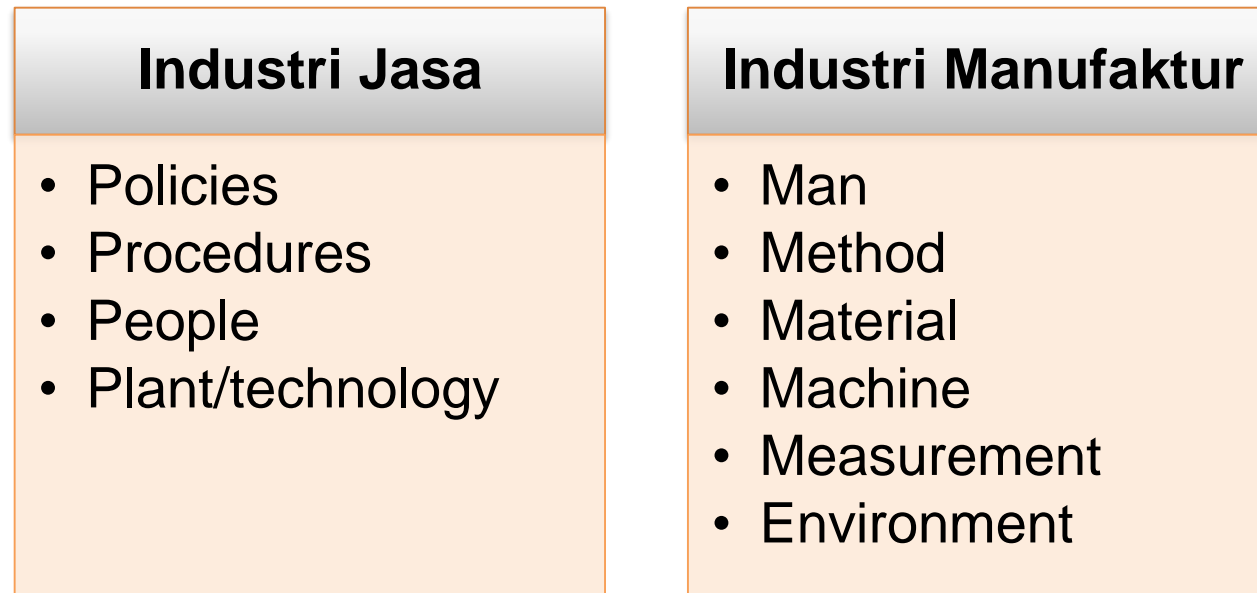 Industri Jasa
• Policies
• Procedures
• People
• Plant/technology
Industri Manufaktur
• Man
• Method
• Material
• Machine
• Measurement
• Environment